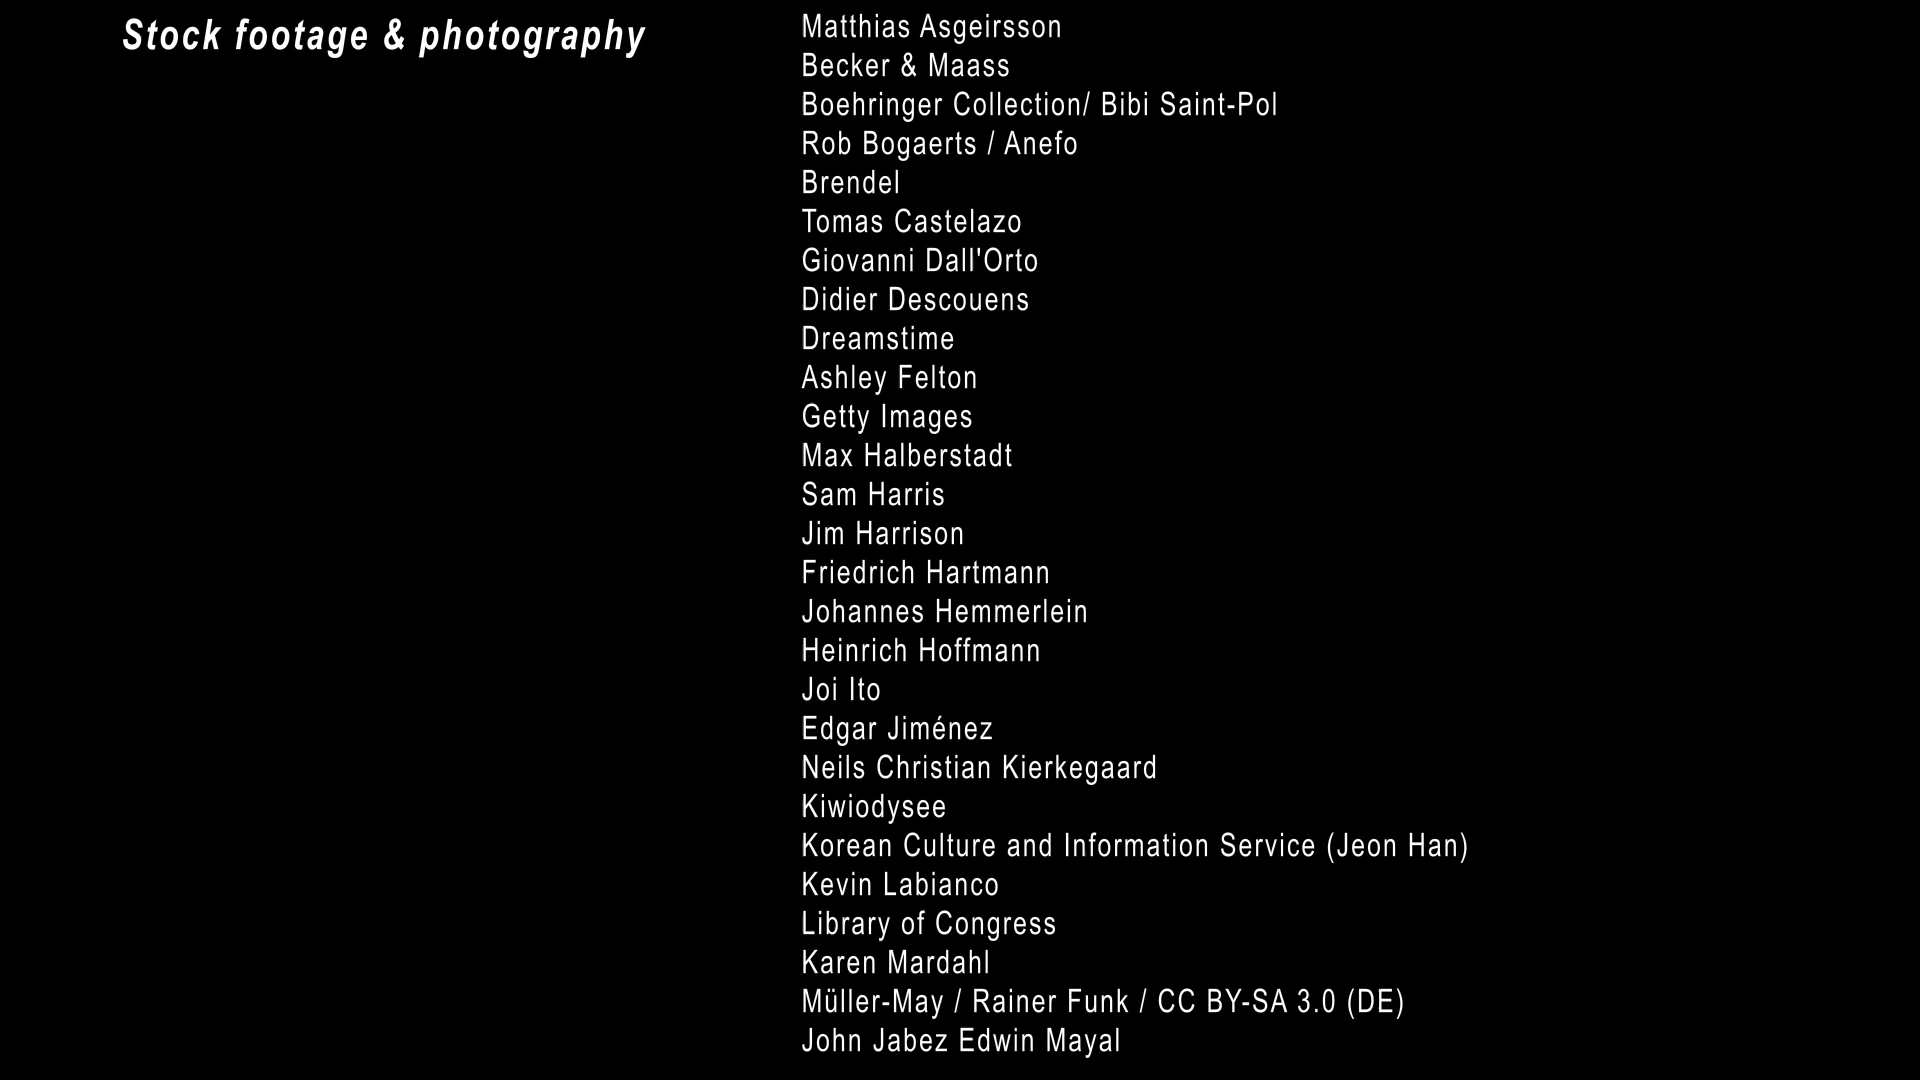 Stock footage & photography
Matthias Asgeirsson
Becker & Maass
Boehringer Collection/ Bibi Saint-Pol
Rob Bogaerts / Anefo
Brendel
Tomas Castelazo
Giovanni Dall'Orto
Didier Descouens
Dreamstime
Ashley Felton
Getty Images
Max Halberstadt
Sam Harris
Jim Harrison
Friedrich Hartmann
Johannes Hemmerlein
Heinrich Hoffmann
Joi Ito
Edgar Jiménez
Neils Christian Kierkegaard
Kiwiodysee
Korean Culture and Information Service (Jeon Han)
Kevin Labianco
Library of Congress
Karen Mardahl
Müller-May / Rainer Funk / CC BY-SA 3.0 (DE)
John Jabez Edwin Mayal